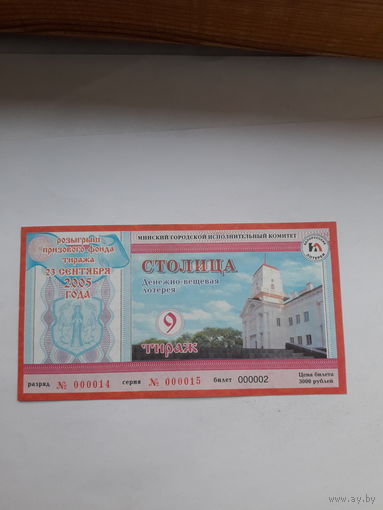 МИНСКИЙ ГОРОДСКОЙ ИСПОЛНИТЕЛЬНЫЙ КОМИТЕТ
РОЗЫГРЫШ
ПРИЗОВОГО ФОНДА
ТИРАЖА
23 СЕНТЯБРЯ
2005
ГОДА
СТОЛИЦА
Денежно-вещевая
лотерея
9
ТИРАЖ
разряд № 000014 серия № 000015 билет 000002
Цена билета
3000 рублей
www.ay.by